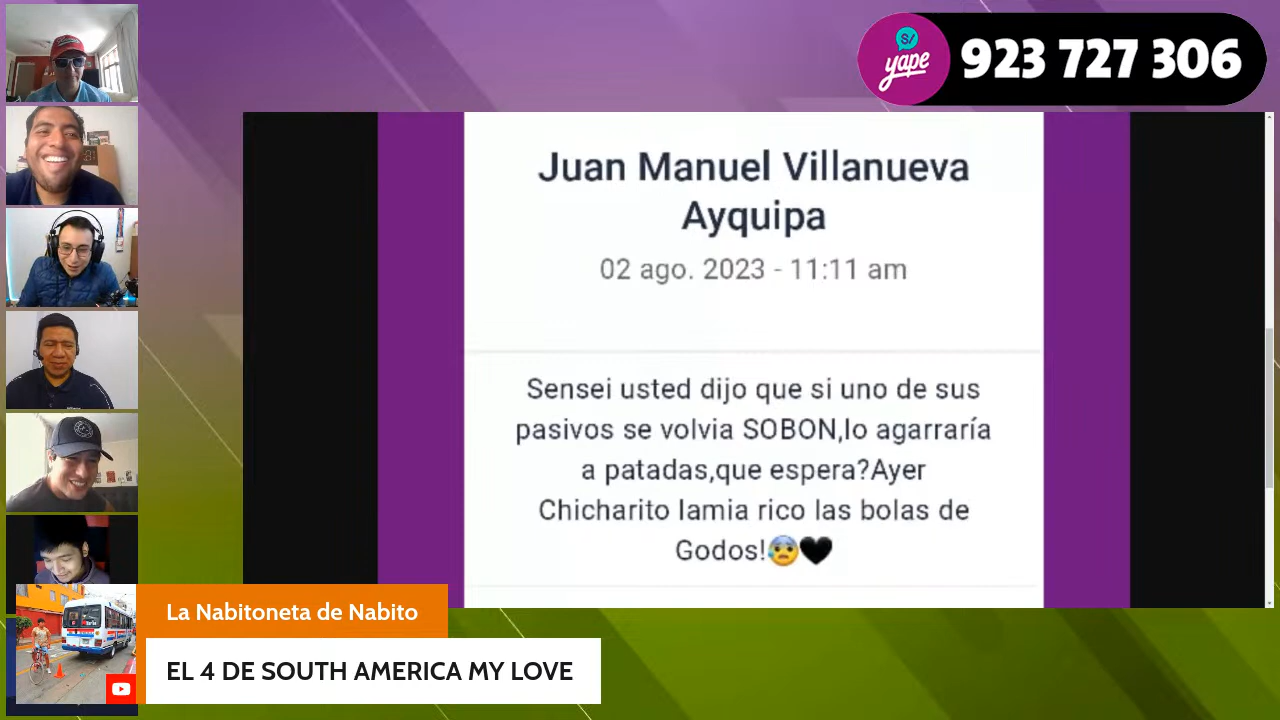 S/
yape
923 727 306
Juan Manuel Villanueva
Ayquipa
02 ago. 2023 - 11:11 am
Sensei usted dijo que si uno de sus
pasivos se volvia SOBON,lo agarraría
a patadas,que espera?Ayer
Chicharito lamia rico las bolas de
Godos!😰🖤
La Nabitoneta de Nabito
EL 4 DE SOUTH AMERICA MY LOVE